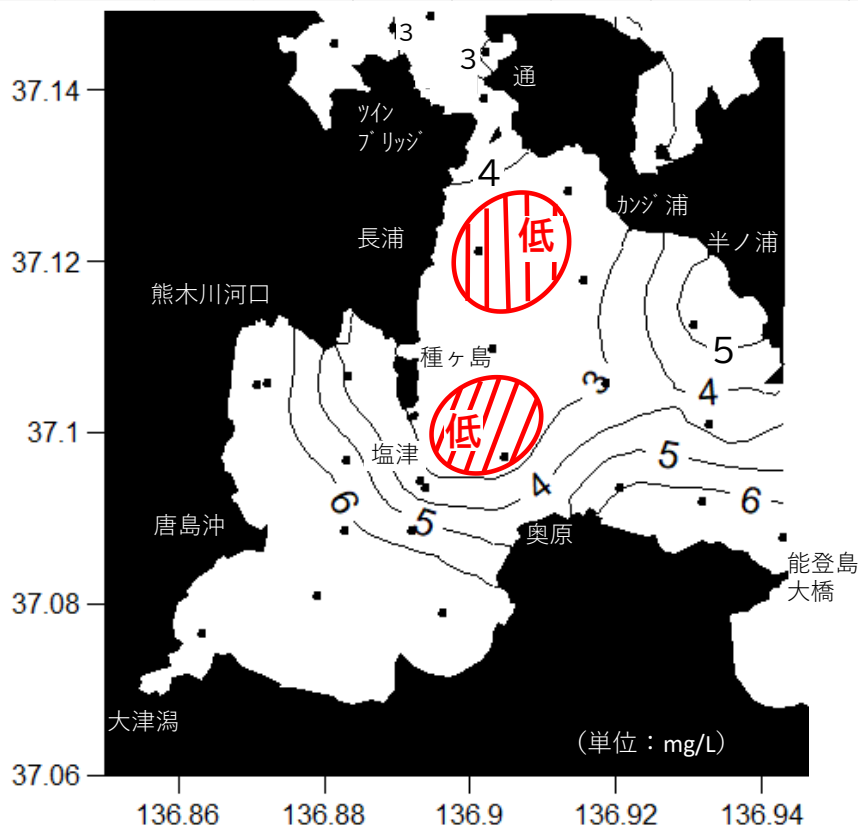 3
3
37.14
通
ツイン
ブリッジ
4
カンジ浦
低
長浦
半ノ浦
37.12
熊木川河口
5
種ヶ島
3
4
低
37.1
塩津
5
4
6
6
5
唐島沖
奥原
能登島
大橋
37.08
大津潟
（単位：mg/L）
37.06
136.86
136.88
136.9
136.92
136.94